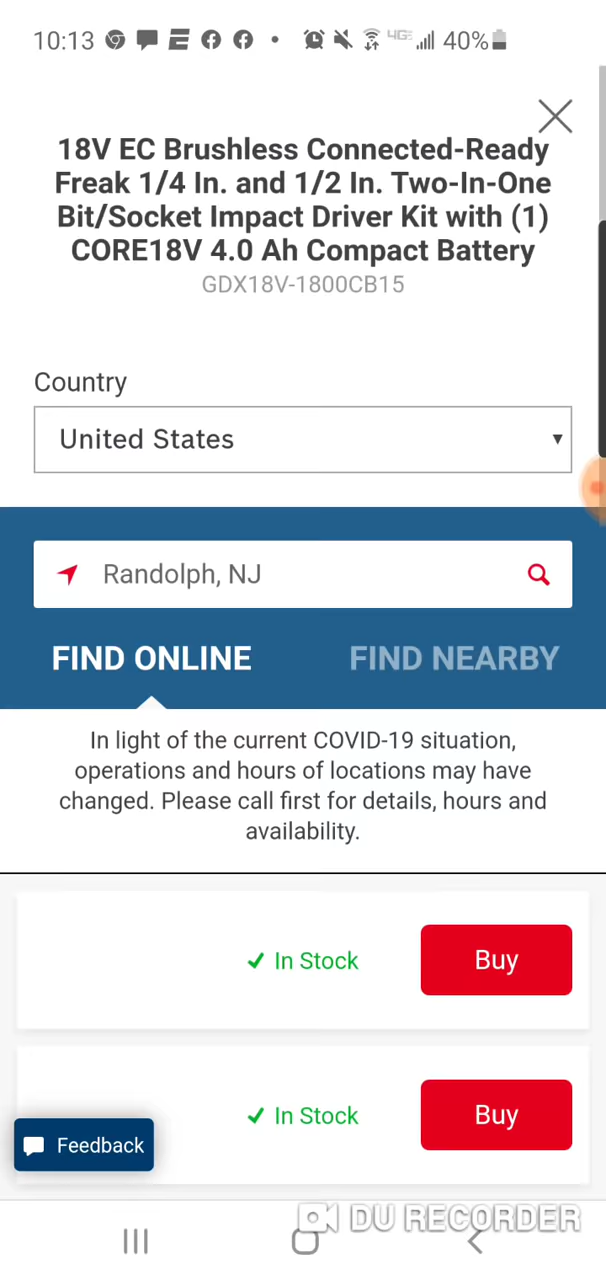 10:13 4GE 40%
18V EC Brushless Connected-Ready
Freak 1/4 In. and 1/2 In. Two-In-One
Bit/Socket Impact Driver Kit with (1)
CORE18V 4.0 Ah Compact Battery
GDX18V-1800CB15
Country
United States
Randolph, NJ
FIND ONLINE FIND NEARBY
In light of the current COVID-19 situation,
operations and hours of locations may have
changed. Please call first for details, hours and
availability.
In Stock Buy
In Stock Buy
Feedback
DU RECORDER